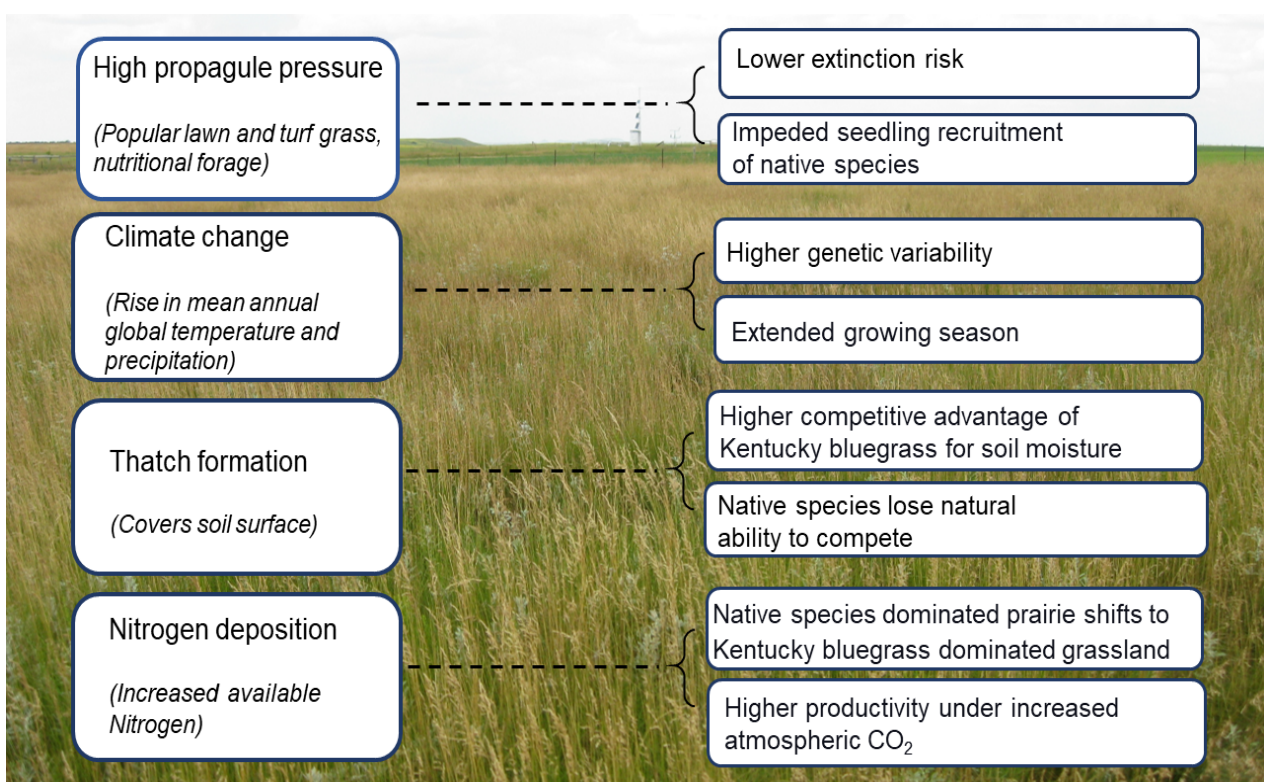 High propagule pressure
(Popular lawn and turf grass,
nutritional forage)
Lower extinction risk
Impeded seedling recruitment
of native species
Climate change
(Rise in mean annual
global temperature and
precipitation)
Higher genetic variability
Extended growing season
Thatch formation
(Covers soil surface)
Higher competitive advantage of
Kentucky bluegrass for soil moisture
Native species lose natural
ability to compete
Nitrogen deposition
(Increased available
Nitrogen)
Native species dominated prairie shifts to
Kentucky bluegrass dominated grassland
Higher productivity under increased
atmospheric CO₂